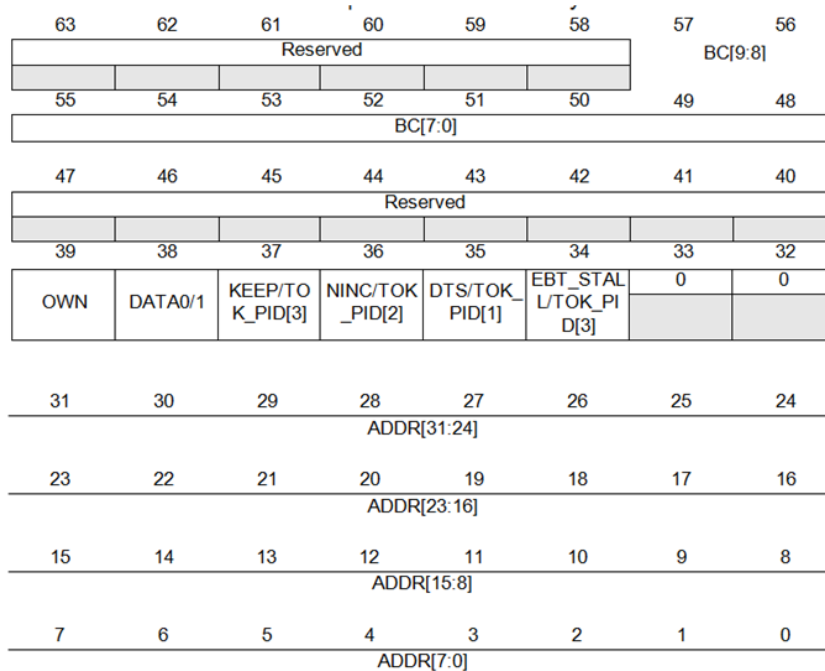 63 62 61 60 59 58 57 56
Reserved BC[9:8]
55 54 53 52 51 50 49 48
BC[7:0]
47 46 45 44 43 42 41 40
Reserved
39 38 37 36 35 34 33 32
OWN DATA0/1 KEEP/TO NINC/TOK DTS/TOK_ EBT_STAL 0 0
K_PID[3] _PID[2] PID[1] L/TOK_PI
D[3]
31 30 29 28 27 26 25 24
ADDR[31:24]
23 22 21 20 19 18 17 16
ADDR[23:16]
15 14 13 12 11 10 9 8
ADDR[15:8]
7 6 5 4 3 2 1 0
ADDR[7:0]